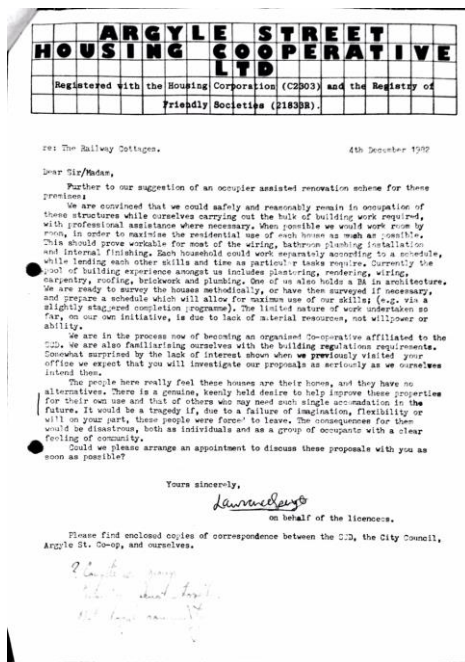 ARGYLE STREET
HOUSING COOPERATIVE
LTD
Registered with the Housing Corporation (C2303) and the Registry of
Friendly Societies (21833R).
re: The Railway Cottages.
4th December 1982
Dear Sir/Madam,
Further to our suggestion of an occupier assisted renovation scheme for these
premises:
We are convinced that we could safely and reasonably remain in occupation of
these structures while ourselves carrying out the bulk of building work required,
with professional assistance where necessary. When possible we would work room by
room, in order to maximise the residential use of each house as much as possible.
This should prove workable for most of the wiring, bathroom plumbing installation
and internal finishing. Each household could work separately according to a schedule,
while lending each other skills and time as particular tasks require. Currently the
pool of building experience amongst us includes plastering, rendering, wiring,
carpentry, roofing, brickwork and plumbing. One of us also holds a BA in architecture.
We are ready to survey the houses methodically, or have then surveyed if necessary,
and prepare a schedule which will allow for maximum use of our skills; (e.g. via a
slightly staggered completion programme). The limited nature of work undertaken so
far, on our own initiative, is due to lack of material resources, not willpower or
ability.
We are in the process now of becoming an organised Co-operative affiliated to the
We are also familiarising ourselves with the building regulations requirements.
Somewhat surprised by the lack of interest shown when we previously visited your
office we expect that you will investigate our proposals as seriously as we ourselves
intend them.
The people here really feel these houses are their homes, and they have no
alternatives. There is a genuine, keenly held desire to help improve these properties
for their own use and that of others who may need such single accomodation in the
future. It would be a tragedy if, due to a failure of imagination, flexibility or
will on your part, these people were forced to leave. The consequences for them
would be disastrous, both as individuals and as a group of occupants with a clear
feeling of community.
Could we please arrange an appointment to discuss these proposals with you as
soon as possible?
Yours sincerely,
on behalf of the licencees.
Please find enclosed copies of correspondence between the the City Council,
Argyle St. Co-op, and ourselves.